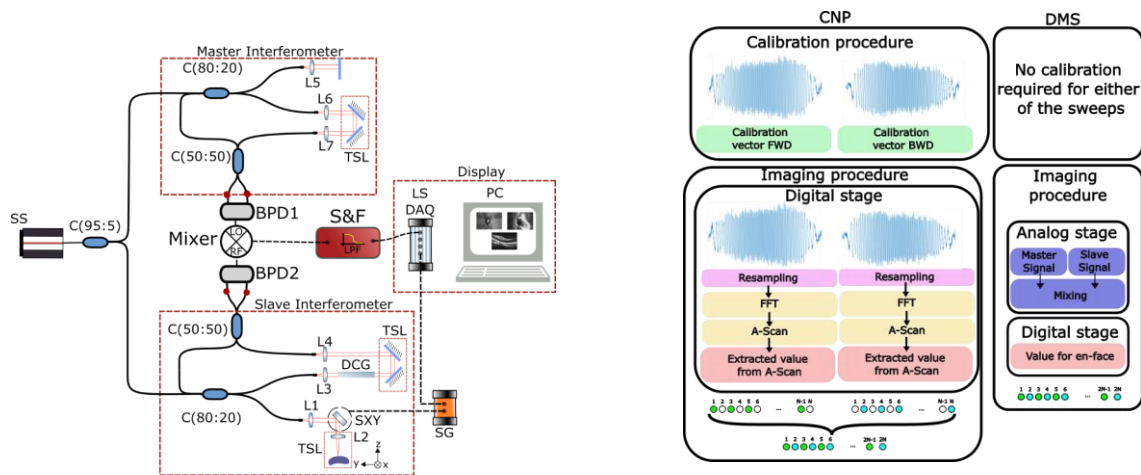 Master Interferometer
C(80:20)
L5
L6
L7
TSL
C(50:50)
BPD1
SS
C(95:5)
Mixer
LO
RF
S&F
LPF
Display
LS
DAQ
PC
BPD2
Slave Interferometer
C(50:50)
TSL
L4
DCG
L3
C(80:20)
L1
SXY
L2
TSL
z
y
x
SG
CNP
Calibration procedure
Calibration
vector FWD
Calibration
vector BWD
Imaging procedure
Digital stage
Resampling
Resampling
FFT
FFT
A-Scan
A-Scan
Extracted value
from A-Scan
Extracted value
from A-Scan
1 2 3 4 5 6 ... N-1 N
1 2 3 4 5 6 ... N-1 N
1 2 3 4 5 6 ... 2N-1 2N
DMS
No calibration
required for either
of the sweeps
Imaging
procedure
Analog stage
Master
Signal
Slave
Signal
Mixing
Digital stage
Value for en-face
1 2 3 4 5 6 ... 2N-1 2N